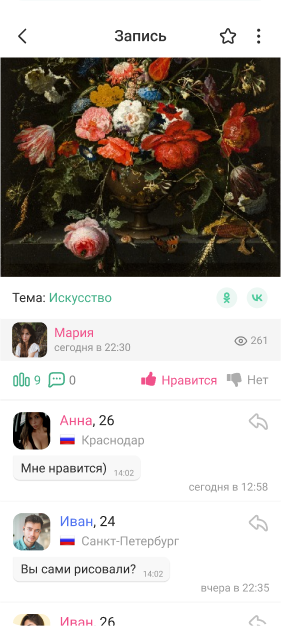 Запись
Тема: Искусство
Мария
сегодня в 22:30
261
9 0 Нравится Нет
Анна, 26
Краснодар
Мне нравится) 14:02
сегодня в 12:58
Иван, 24
Санкт-Петербург
Вы сами рисовали? 14:02
вчера в 22:35
Иван, 26